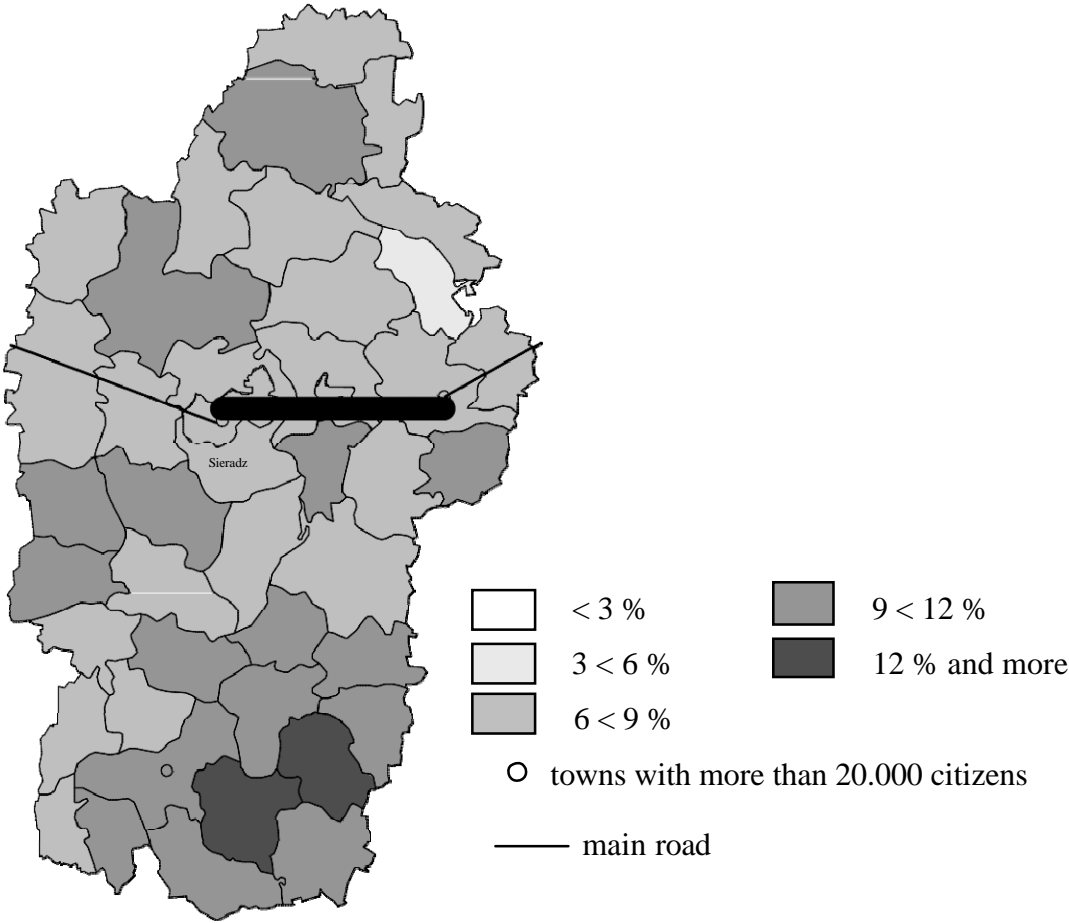 Sieradz
< 3 %
9 < 12 %
3 < 6 %
12 % and more
6 < 9 %
towns with more than 20.000 citizens
main road